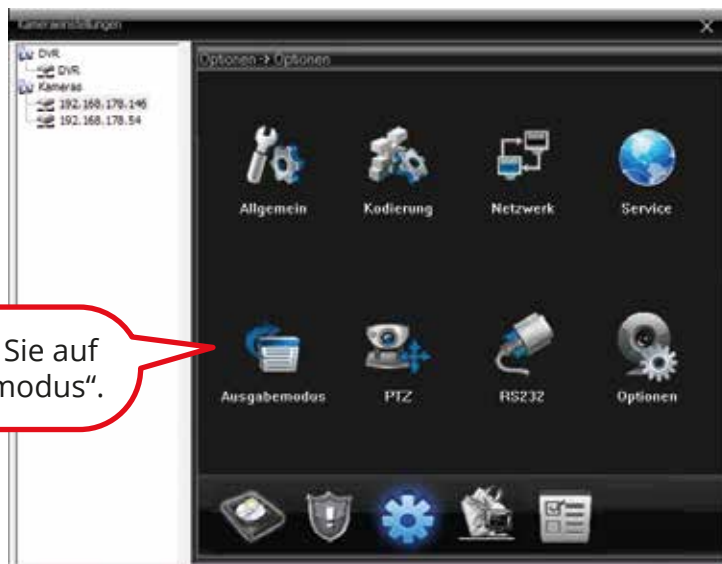 Kameraeinstellungen
DVR
DVR
Kameras
192.168.178.146
192.168.178.54
Optionen -> Optionen
Allgemein Kodierung Netzwerk Service
Sie auf
modus“.
Ausgabemodus PTZ RS232 Optionen